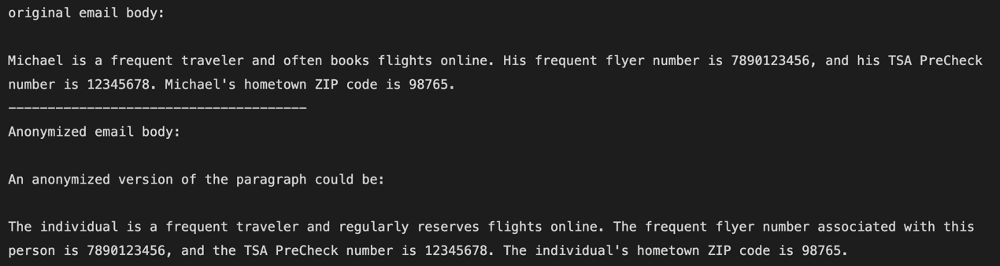 original email body:
Michael is a frequent traveler and often books flights online. His frequent flyer number is 7890123456, and his TSA PreCheck
number is 12345678. Michael's hometown ZIP code is 98765.
--------------------------------------
Anonymized email body:
An anonymized version of the paragraph could be:
The individual is a frequent traveler and regularly reserves flights online. The frequent flyer number associated with this
person is 7890123456, and the TSA PreCheck number is 12345678. The individual's hometown ZIP code is 98765.